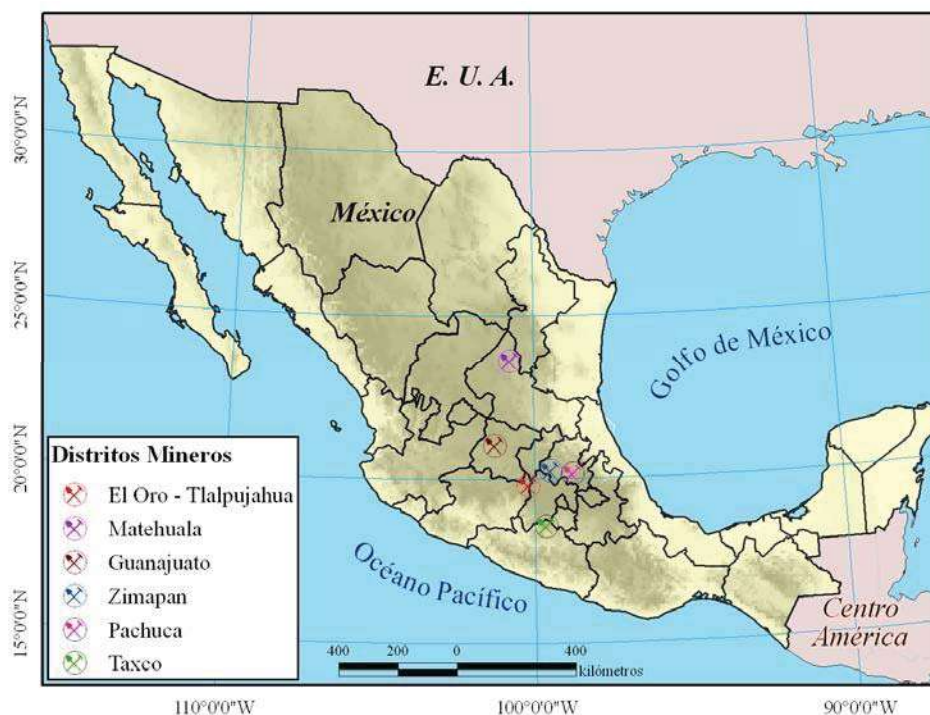 E. U. A.
México
Golfo de México
Océano Pacífico
Centro
América
Distritos Mineros
El Oro - Tlalpujahua
Matehuala
Guanajuato
Zimapan
Pachuca
Taxco
30°0'0"N
25°0'0"N
20°0'0"N
15°0'0"N
400 200 0 400
kilómetros
110°0'0"W 100°0'0"W 90°0'0"W